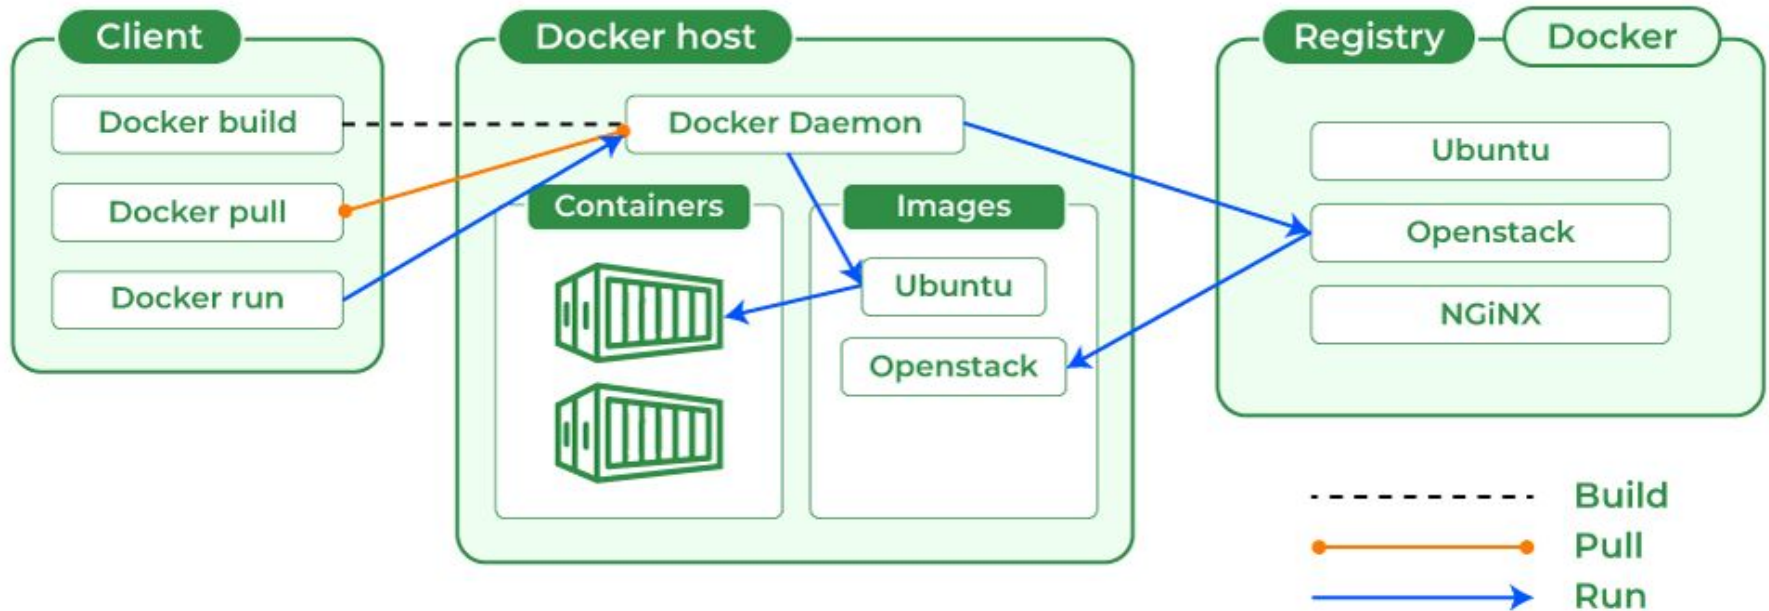 Client
Docker build
Docker pull
Docker run
Docker host
Docker Daemon
Containers
Images
Ubuntu
Openstack
Registry
Docker
Ubuntu
Openstack
NGiNX
Build
Pull
Run